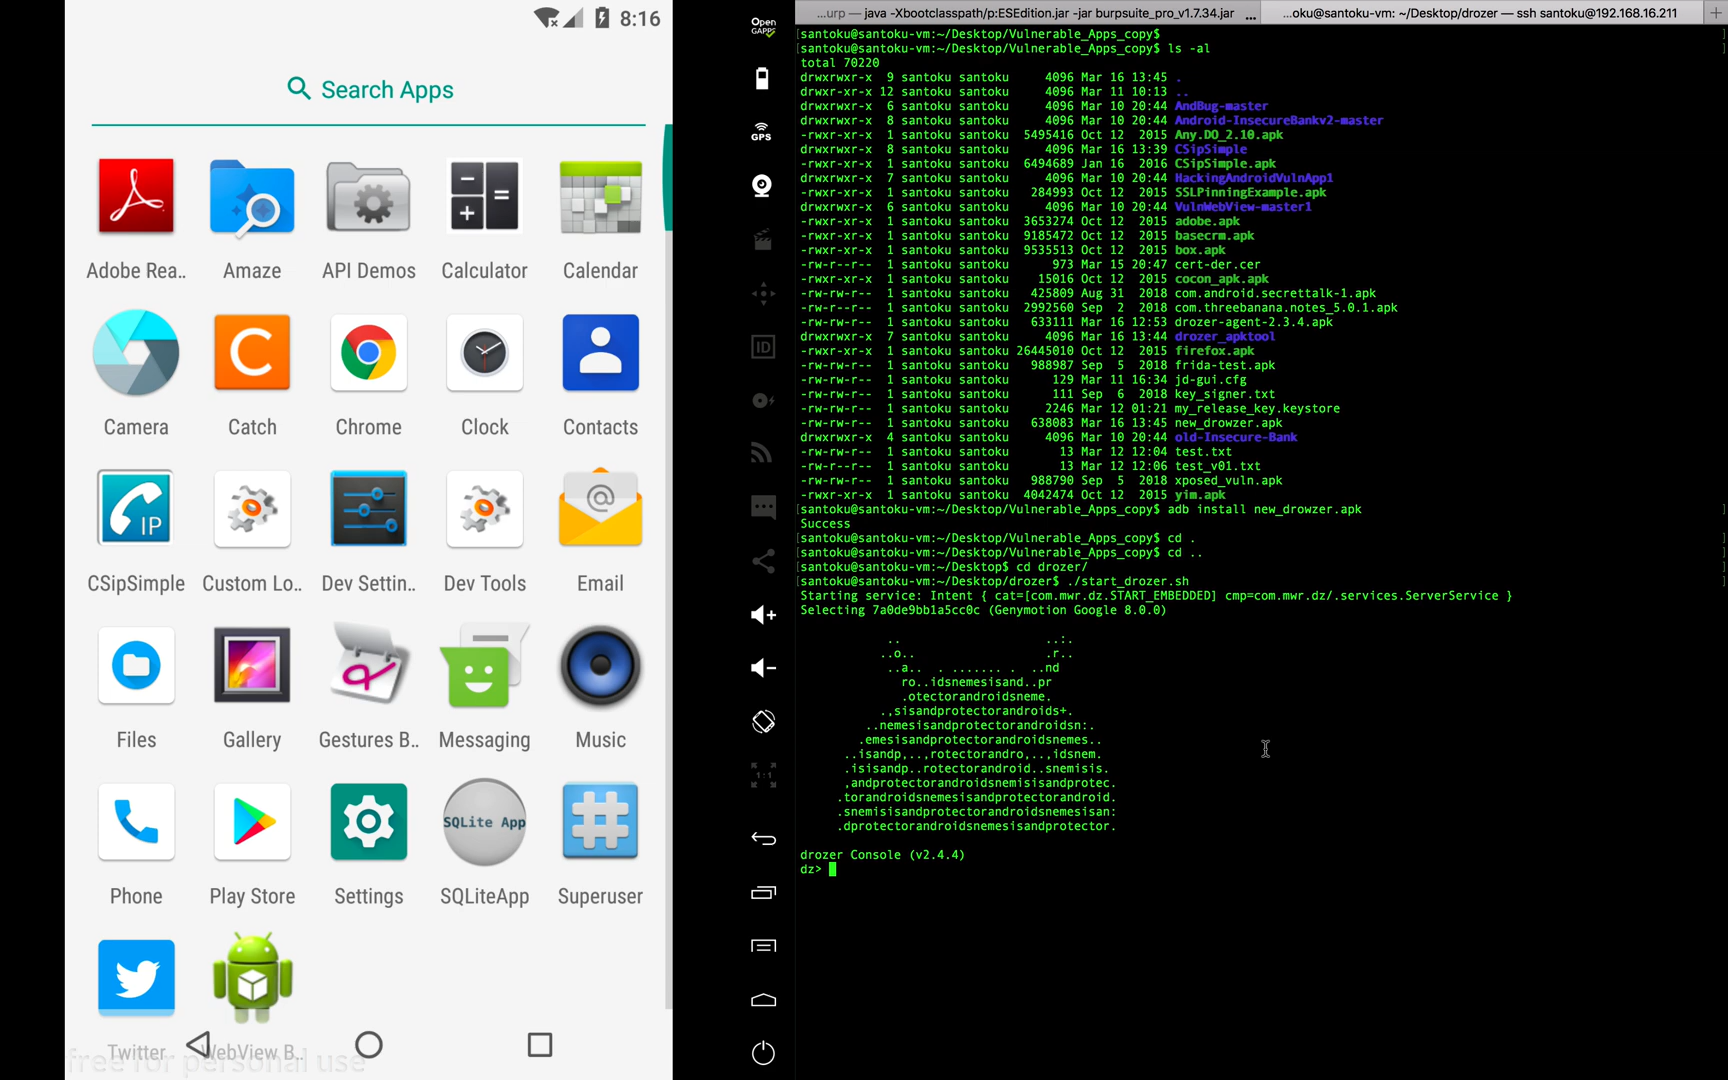 8:16
Search Apps
Adobe Rea..
Amaze
API Demos
Calculator
Calendar
Camera
Catch
Chrome
Clock
Contacts
IP
CSipSimple
Custom Lo..
Dev Settin..
Dev Tools
Email
Files
Gallery
Gestures B..
Messaging
Music
SQLite App
Phone
Play Store
Settings
SQLiteApp
Superuser
Twitter
WebView B..
free for personal use
Open
GAPPS
GPS
ID
1:1
...urp — java -Xbootclasspath/p:ESEdition.jar -jar burpsuite_pro_v1.7.34.jar ...
...oku@santoku-vm: ~/Desktop/drozer — ssh santoku@192.168.16.211
+
[santoku@santoku-vm:~/Desktop/Vulnerable_Apps_copy$ ]
[santoku@santoku-vm:~/Desktop/Vulnerable_Apps_copy$ ls -al ]
total 70220
drwxrwxr-x 9 santoku santoku 4096 Mar 16 13:45 .
drwxr-xr-x 12 santoku santoku 4096 Mar 11 10:13 ..
drwxrwxr-x 6 santoku santoku 4096 Mar 10 20:44 AndBug-master
drwxrwxr-x 8 santoku santoku 4096 Mar 10 20:44 Android-InsecureBankv2-master
-rwxr-xr-x 1 santoku santoku 5495416 Oct 12 2015 Any.DO_2.10.apk
drwxrwxr-x 8 santoku santoku 4096 Mar 16 13:39 CSipSimple
-rwxr-xr-x 1 santoku santoku 6494689 Jan 16 2016 CSipSimple.apk
drwxrwxr-x 7 santoku santoku 4096 Mar 10 20:44 HackingAndroidVulnApp1
-rwxr-xr-x 1 santoku santoku 284993 Oct 12 2015 SSLPinningExample.apk
drwxrwxr-x 6 santoku santoku 4096 Mar 10 20:44 VulnWebView-master1
-rwxr-xr-x 1 santoku santoku 3653274 Oct 12 2015 adobe.apk
-rwxr-xr-x 1 santoku santoku 9185472 Oct 12 2015 basecrm.apk
-rwxr-xr-x 1 santoku santoku 9535513 Oct 12 2015 box.apk
-rw-r--r-- 1 santoku santoku 973 Mar 15 20:47 cert-der.cer
-rwxr-xr-x 1 santoku santoku 15016 Oct 12 2015 cocon_apk.apk
-rw-rw-r-- 1 santoku santoku 425809 Aug 31 2018 com.android.secrettalk-1.apk
-rw-rw-r-- 1 santoku santoku 2992560 Sep 2 2018 com.threebanana.notes_5.0.1.apk
-rw-rw-r-- 1 santoku santoku 633111 Mar 16 12:53 drozer-agent-2.3.4.apk
drwxrwxr-x 7 santoku santoku 4096 Mar 16 13:44 drozer_apktool
-rwxr-xr-x 1 santoku santoku 26445010 Oct 12 2015 firefox.apk
-rw-rw-r-- 1 santoku santoku 988987 Sep 5 2018 frida-test.apk
-rw-rw-r-- 1 santoku santoku 129 Mar 11 16:34 jd-gui.cfg
-rw-rw-r-- 1 santoku santoku 111 Sep 6 2018 key_signer.txt
-rw-rw-r-- 1 santoku santoku 2246 Mar 12 01:21 my_release_key.keystore
-rw-rw-r-- 1 santoku santoku 638083 Mar 16 13:45 new_drowzer.apk
drwxrwxr-x 4 santoku santoku 4096 Mar 10 20:44 old-Insecure-Bank
-rw-rw-r-- 1 santoku santoku 13 Mar 12 12:04 test.txt
-rw-r--r-- 1 santoku santoku 13 Mar 12 12:06 test_v01.txt
-rw-rw-r-- 1 santoku santoku 988790 Sep 5 2018 xposed_vuln.apk
-rwxr-xr-x 1 santoku santoku 4042474 Oct 12 2015 yim.apk
[santoku@santoku-vm:~/Desktop/Vulnerable_Apps_copy$ adb install new_drowzer.apk ]
Success
[santoku@santoku-vm:~/Desktop/Vulnerable_Apps_copy$ cd . ]
[santoku@santoku-vm:~/Desktop/Vulnerable_Apps_copy$ cd .. ]
[santoku@santoku-vm:~/Desktop$ cd drozer/ ]
[santoku@santoku-vm:~/Desktop/drozer$ ./start_drozer.sh ]
Starting service: Intent { cat=[com.mwr.dz.START_EMBEDDED] cmp=com.mwr.dz/.services.ServerService }
Selecting 7a0de9bb1a5cc0c (Genymotion Google 8.0.0)
.. ..:.
..o.. .r..
..a.. . ....... . ..nd
ro..idsnemesisand..pr
.otectorandroidsneme.
.,sisandprotectorandroids+.
..nemesisandprotectorandroidsn:.
.emesisandprotectorandroidsnemes..
..isandp,..,rotectorandro,..,idsnem.
.isisandp..rotectorandroid..snemisis.
,andprotectorandroidsnemisisandprotec.
.torandroidsnemesisandprotectorandroid.
.snemisisandprotectorandroidsnemesisan:
.dprotectorandroidsnemesisandprotector.
drozer Console (v2.4.4)
dz>